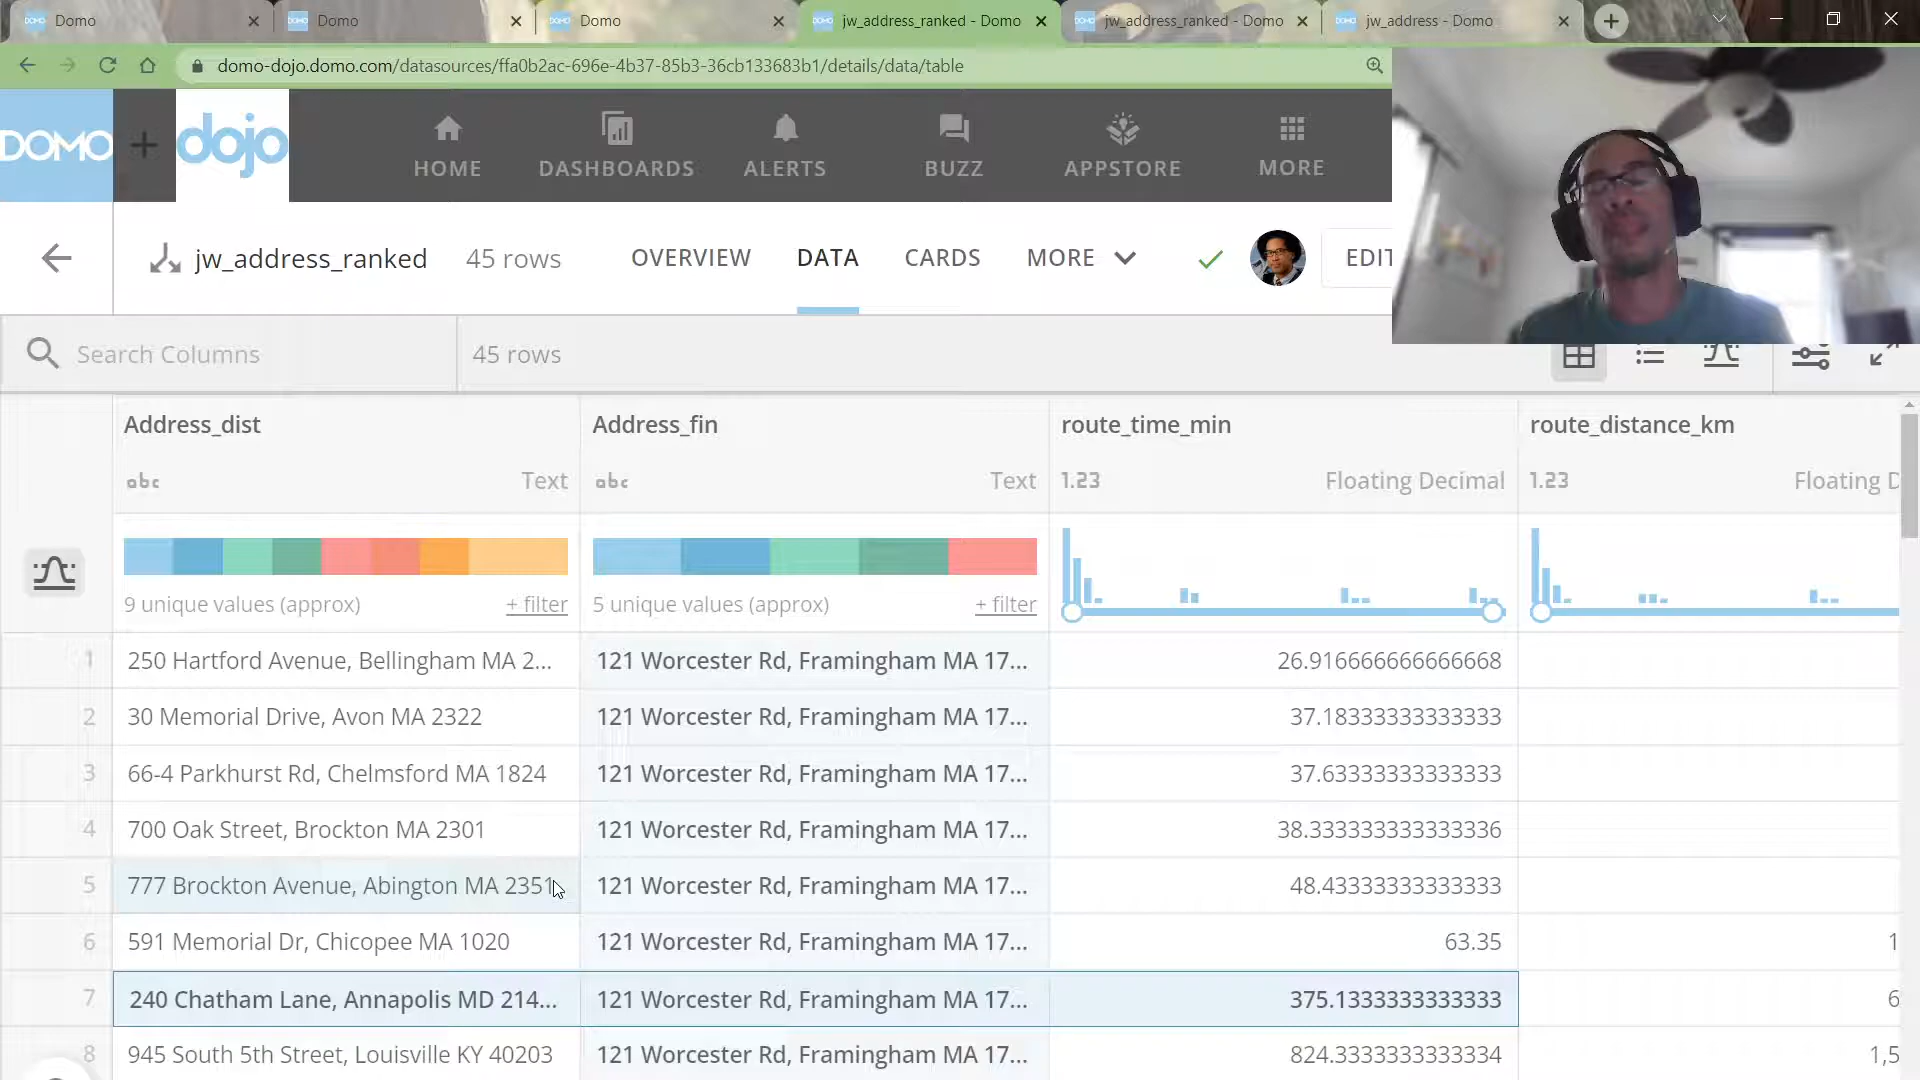 Domo
Domo
Domo
jw_address_ranked - Domo
jw_address_ranked - Domo
jw_address - Domo
domo-dojo.domo.com/datasources/ffa0b2ac-696e-4b37-85b3-36cb133683b1/details/data/table
DOMO
dojo
HOME
DASHBOARDS
ALERTS
BUZZ
APPSTORE
MORE
jw_address_ranked
45 rows
OVERVIEW
DATA
CARDS
MORE
EDIT
Search Columns
45 rows
Address_dist
Address_fin
route_time_min
route_distance_km
abc Text
abc Text
1.23 Floating Decimal
1.23 Floating D
9 unique values (approx) + filter
5 unique values (approx) + filter
1 250 Hartford Avenue, Bellingham MA 2... 121 Worcester Rd, Framingham MA 17... 26.916666666666668
2 30 Memorial Drive, Avon MA 2322 121 Worcester Rd, Framingham MA 17... 37.18333333333333
3 66-4 Parkhurst Rd, Chelmsford MA 1824 121 Worcester Rd, Framingham MA 17... 37.63333333333333
4 700 Oak Street, Brockton MA 2301 121 Worcester Rd, Framingham MA 17... 38.333333333333336
5 777 Brockton Avenue, Abington MA 2351 121 Worcester Rd, Framingham MA 17... 48.43333333333333
6 591 Memorial Dr, Chicopee MA 1020 121 Worcester Rd, Framingham MA 17... 63.35 1
7 240 Chatham Lane, Annapolis MD 214... 121 Worcester Rd, Framingham MA 17... 375.1333333333333 6
8 945 South 5th Street, Louisville KY 40203 121 Worcester Rd, Framingham MA 17... 824.3333333333334 1,5